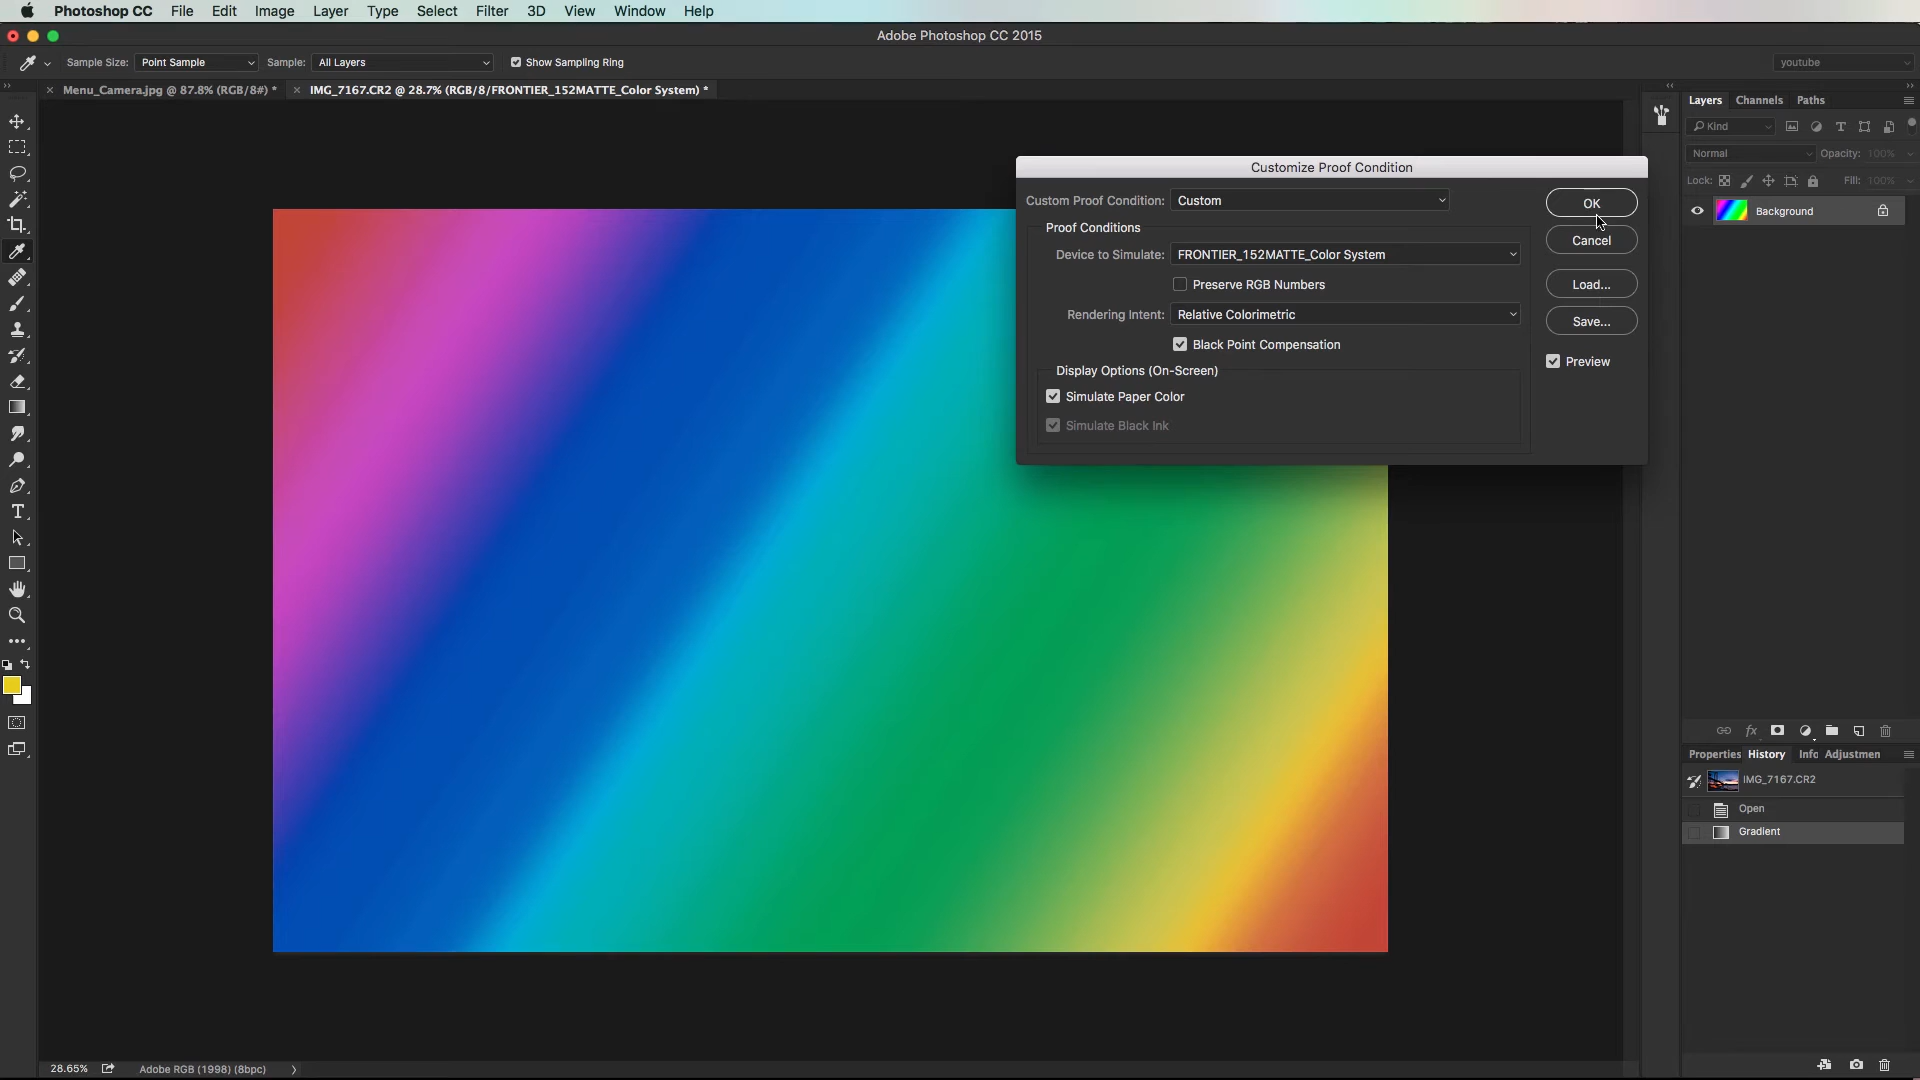 Photoshop CC File Edit Image Layer Type Select Filter 3D View Window Help
Adobe Photoshop CC 2015
Sample Size: Point Sample Sample: All Layers Show Sampling Ring youtube
Menu_Camera.jpg @ 87.8% (RGB/8#) * IMG_7167.CR2 @ 28.7% (RGB/8/FRONTIER_152MATTE_Color System) *
Customize Proof Condition
Custom Proof Condition: Custom
OK
Proof Conditions
Cancel
Device to Simulate: FRONTIER_152MATTE_Color System
Preserve RGB Numbers
Load...
Rendering Intent: Relative Colorimetric
Save...
Black Point Compensation
Preview
Display Options (On-Screen)
Simulate Paper Color
Simulate Black Ink
Layers Channels Paths
Kind
Normal Opacity: 100%
Lock: Fill: 100%
Background
fx
Properties History Info Adjustmen
IMG_7167.CR2
Open
Gradient
28.65% Adobe RGB (1998) (8bpc)